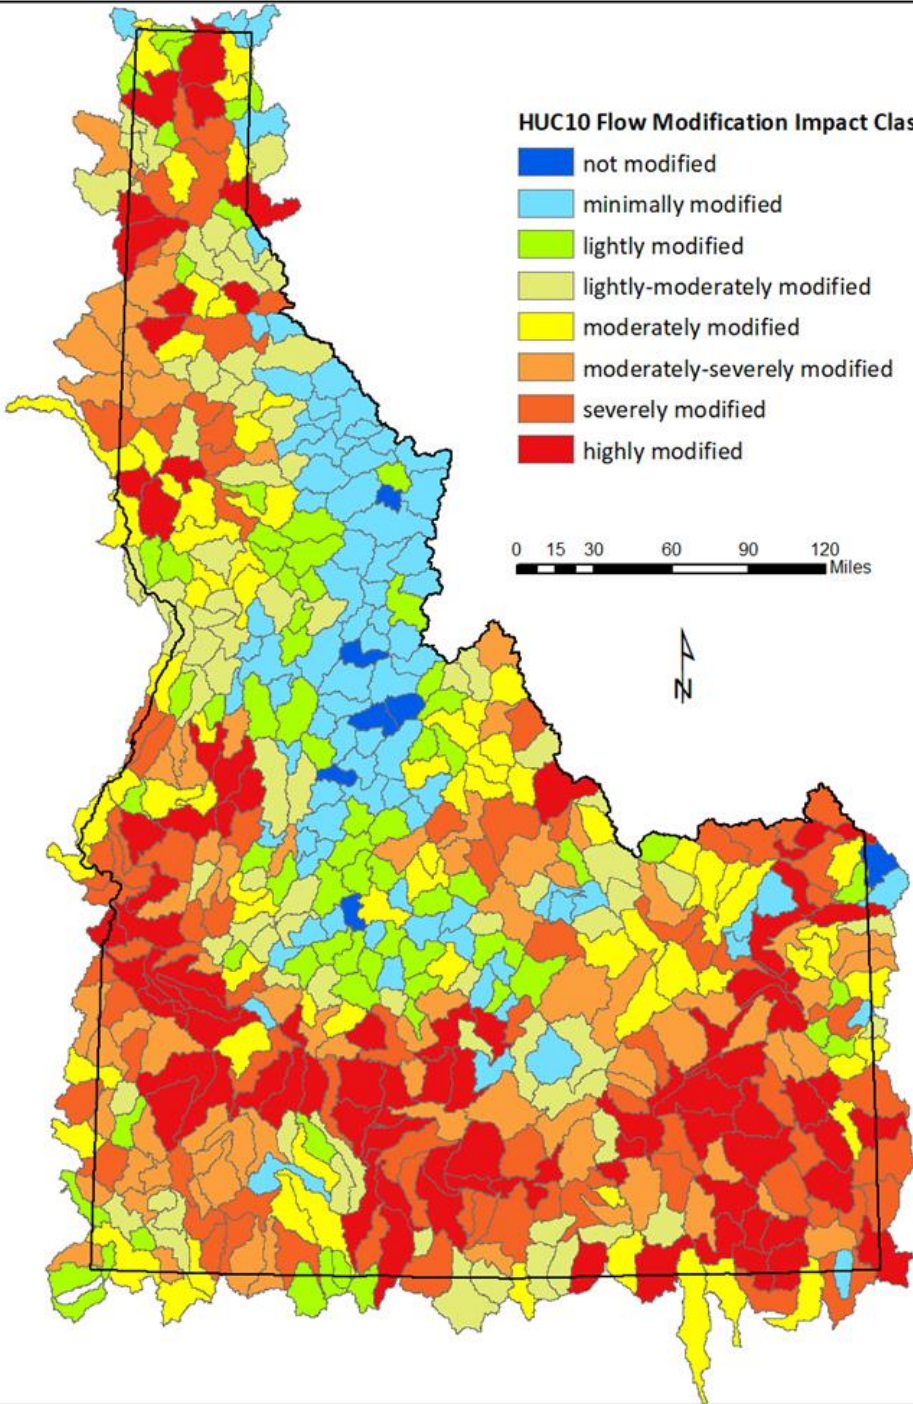 HUC10 Flow Modification Impact Clas
not modified
minimally modified
lightly modified
lightly-moderately modified
moderately modified
moderately-severely modified
severely modified
highly modified
0 15 30 60 90 120
Miles
N